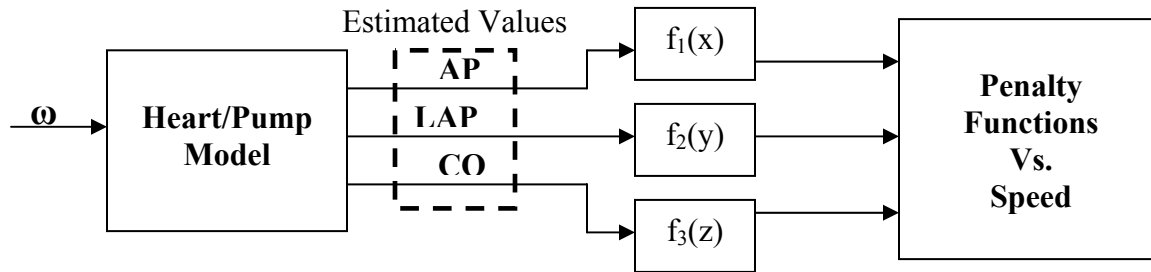 Estimated Values
ω
Heart/Pump
Model
AP
LAP
CO
f₁(x)
f₂(y)
f₃(z)
Penalty
Functions
Vs.
Speed